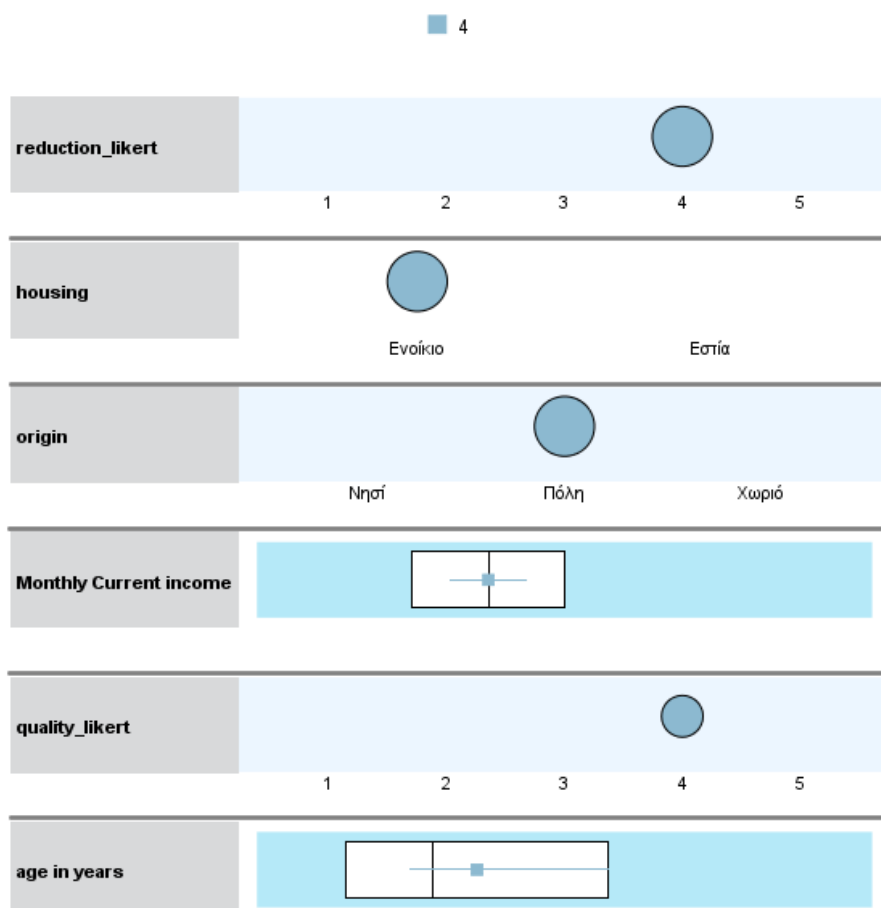 4
reduction_likert
1 2 3 4 5
housing
Ενοίκιο Εστία
origin
Νησί Πόλη Χωριό
Monthly Current income
quality_likert
1 2 3 4 5
age in years